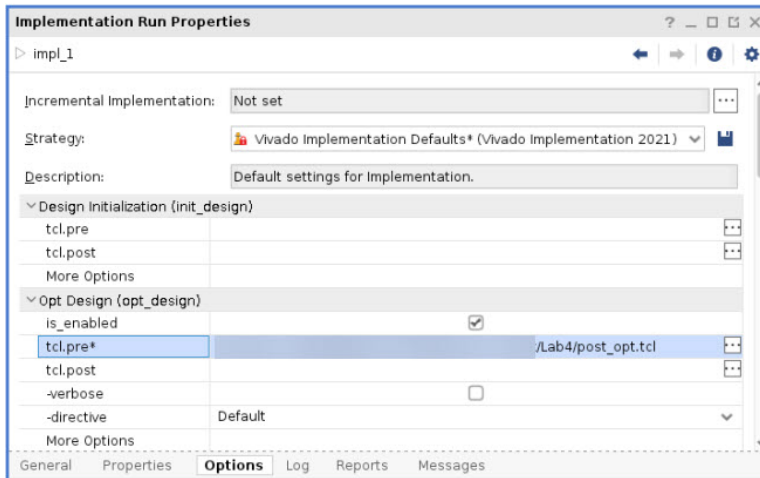 Implementation Run Properties
impl_1
Incremental Implementation: Not set
Strategy: Vivado Implementation Defaults* (Vivado Implementation 2021)
Description: Default settings for Implementation.
Design Initialization (init_design)
tcl.pre
tcl.post
More Options
Opt Design (opt_design)
is_enabled
tcl.pre* /Lab4/post_opt.tcl
tcl.post
-verbose
-directive Default
More Options
General Properties Options Log Reports Messages